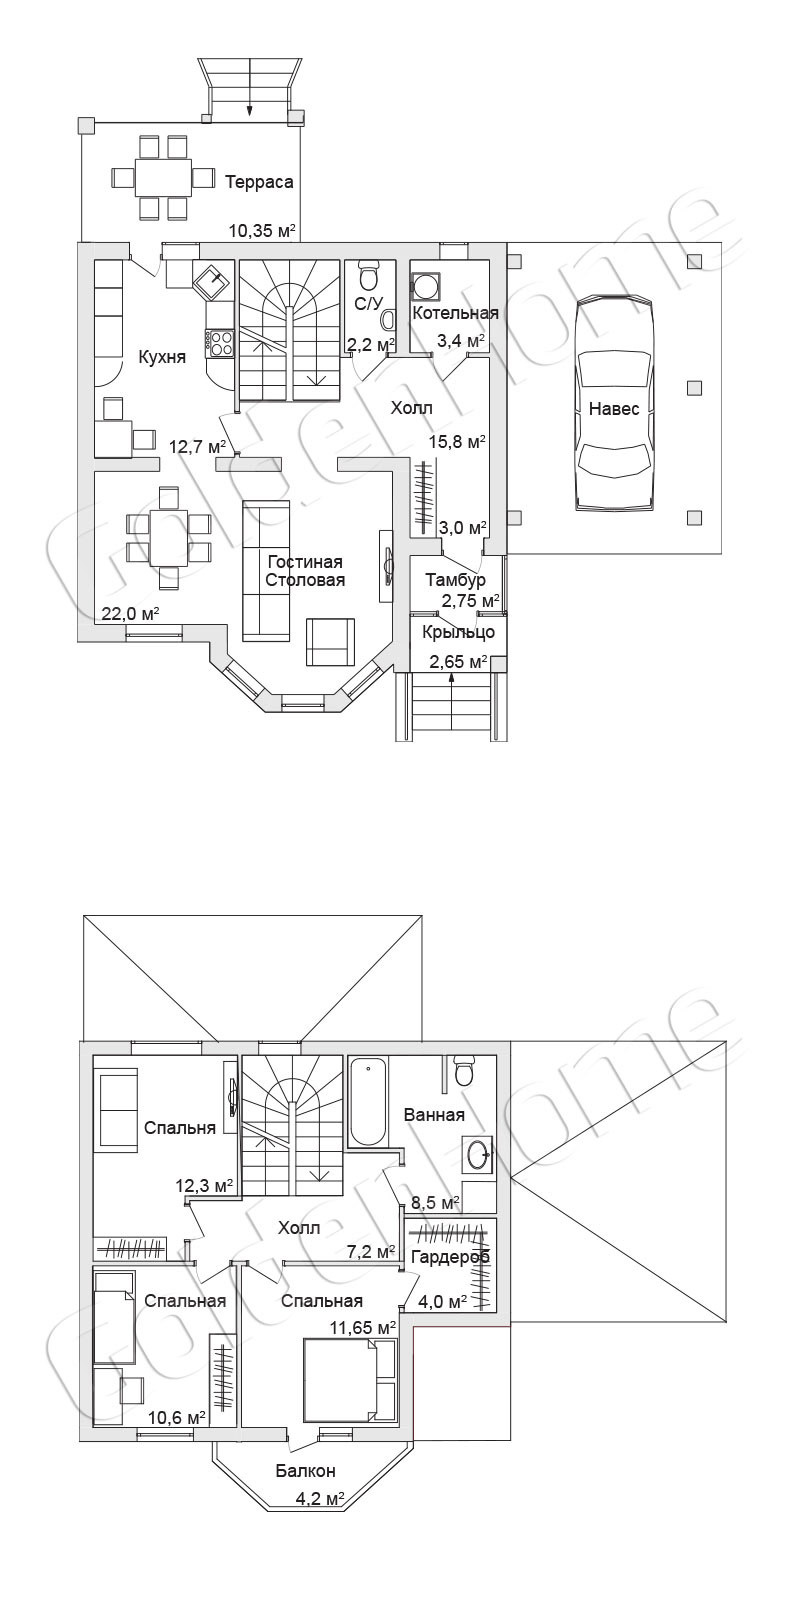 Терраса
10,35 м²
С/У
Котельная
2,2 м²
3,4 м²
Кухня
Холл
Навес
12,7 м²
15,8 м²
3,0 м²
Гостиная
Столовая
Тамбур
22,0 м²
2,75 м²
Крыльцо
2,65 м²
GoldenHome
Ванная
Спальня
12,3 м²
8,5 м²
Холл
7,2 м²
Гардероб
Спальная
Спальная
4,0 м²
11,65 м²
10,6 м²
Балкон
4,2 м²
GoldenHome